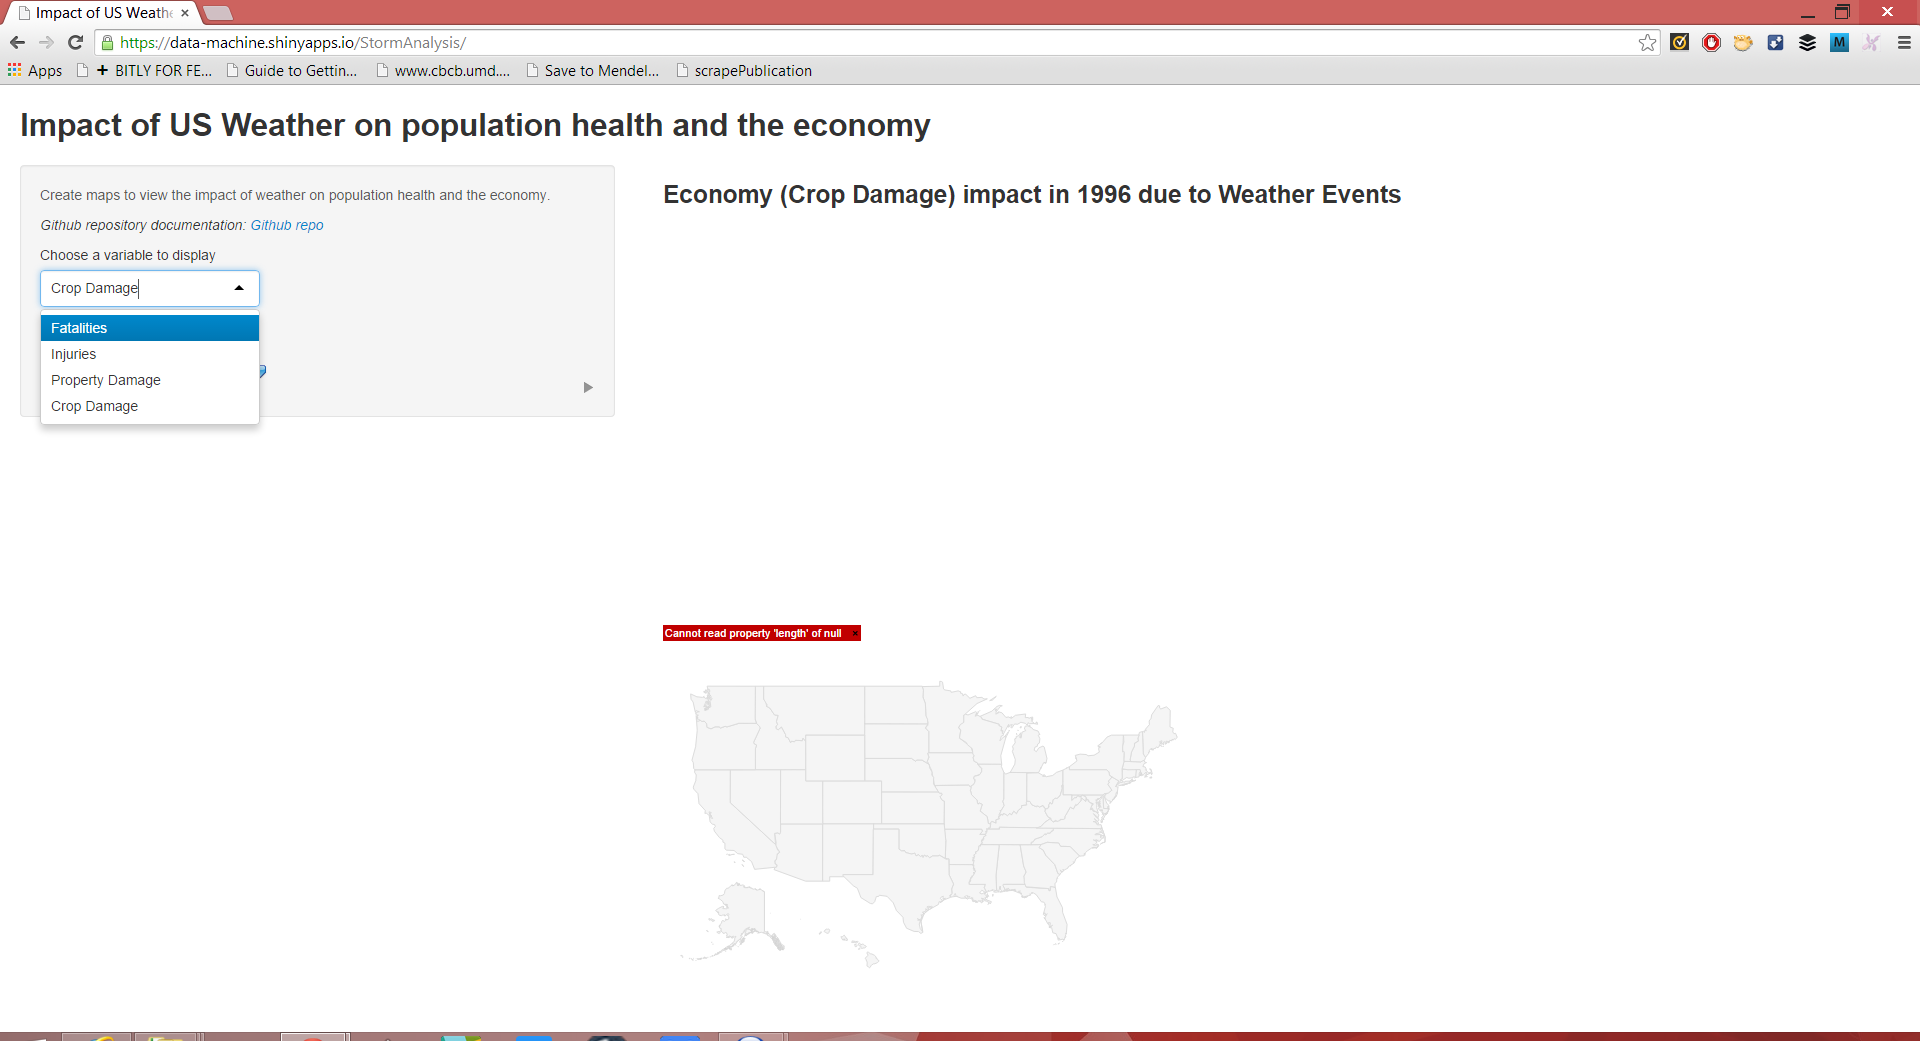 Impact of US Weathe
https://data-machine.shinyapps.io/StormAnalysis/
M
Apps
+ BITLY FOR FE...
Guide to Gettin...
www.cbcb.umd....
Save to Mendel...
scrapePublication
Impact of US Weather on population health and the economy
Create maps to view the impact of weather on population health and the economy.
Github repository documentation: Github repo
Choose a variable to display
Crop Damage
Fatalities
Injuries
Property Damage
Crop Damage
Economy (Crop Damage) impact in 1996 due to Weather Events
Cannot read property 'length' of null ×